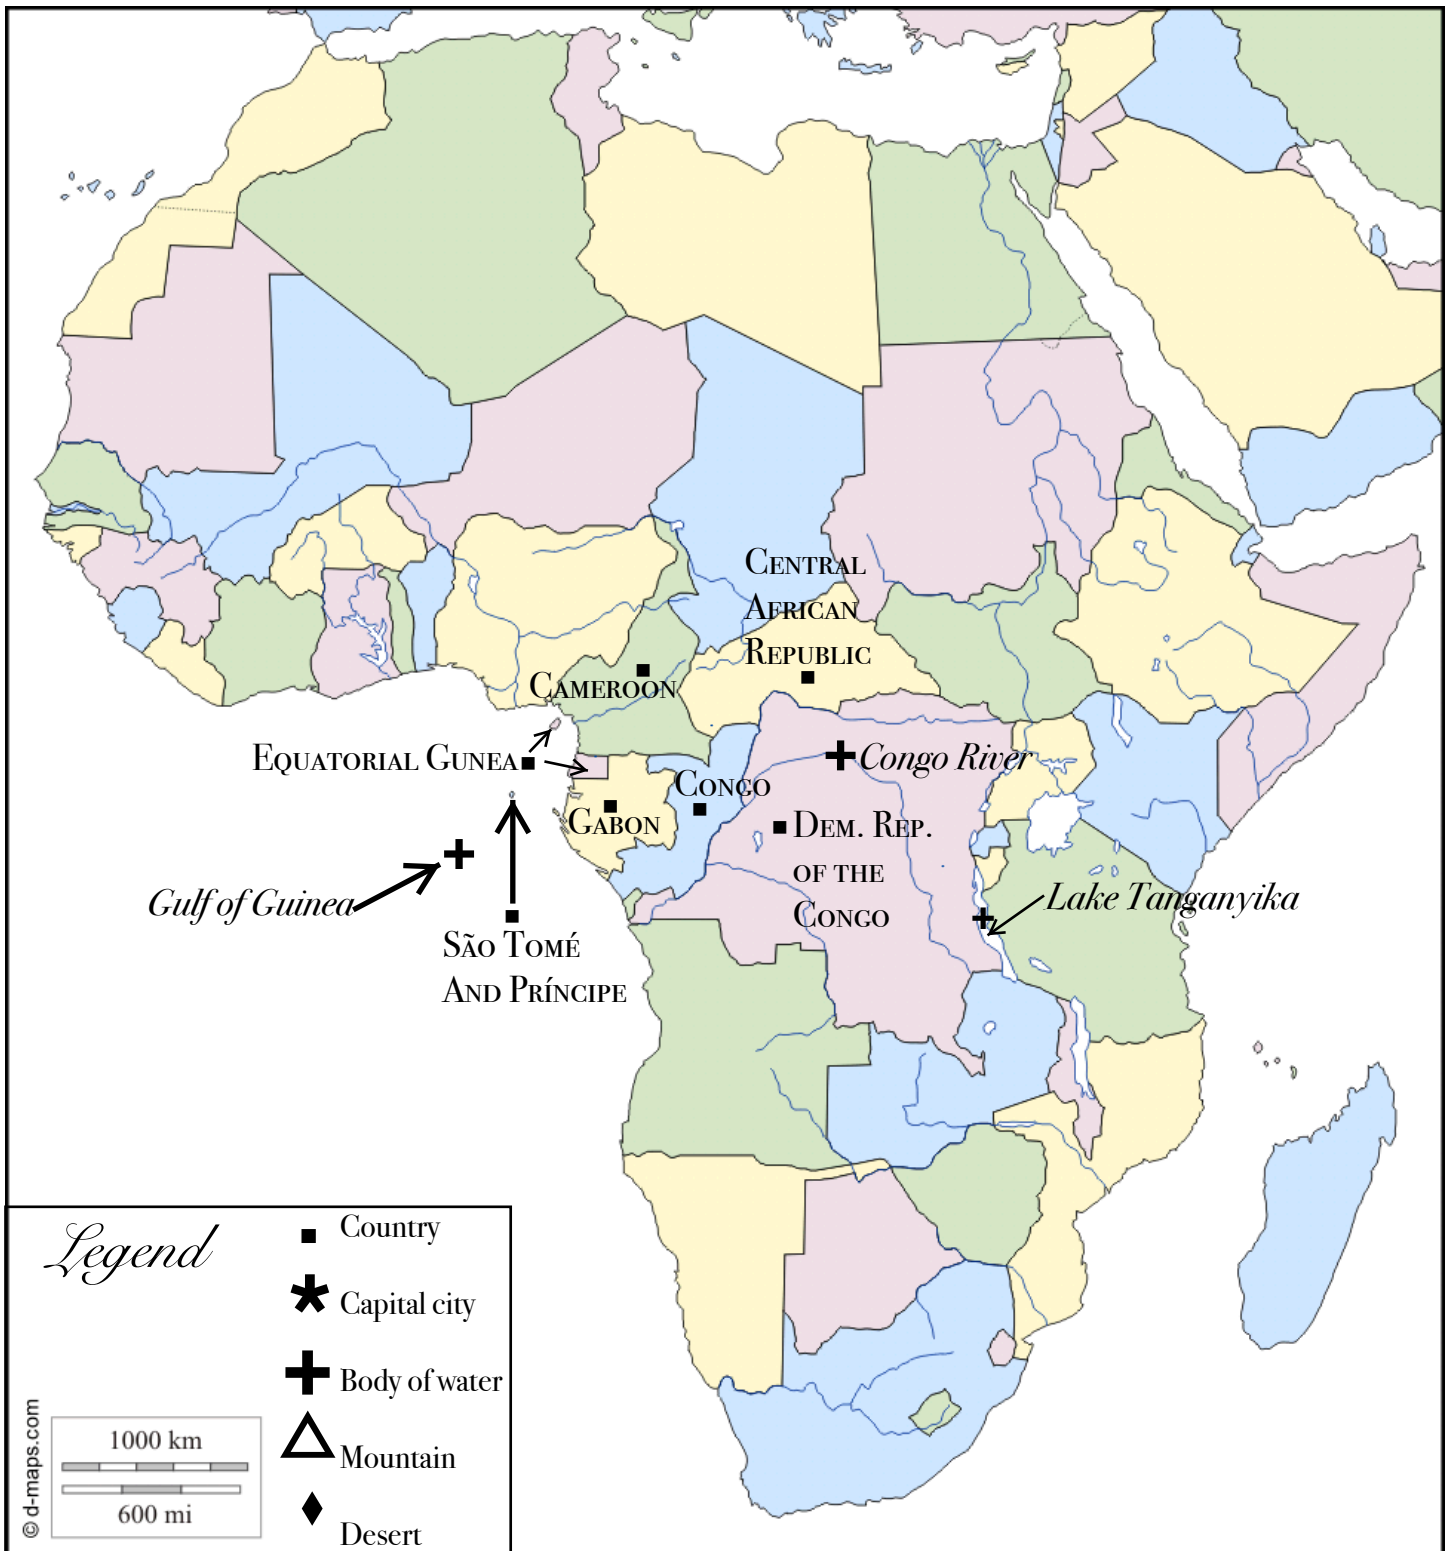 Central
African
Republic
Cameroon
Equatorial Gunea
Congo River
Congo
Gabon
Dem. Rep.
of the
Congo
Gulf of Guinea
Lake Tanganyika
São Tomé
And Príncipe
Legend
Country
Capital city
Body of water
Mountain
Desert
1000 km
600 mi
© d-maps.com